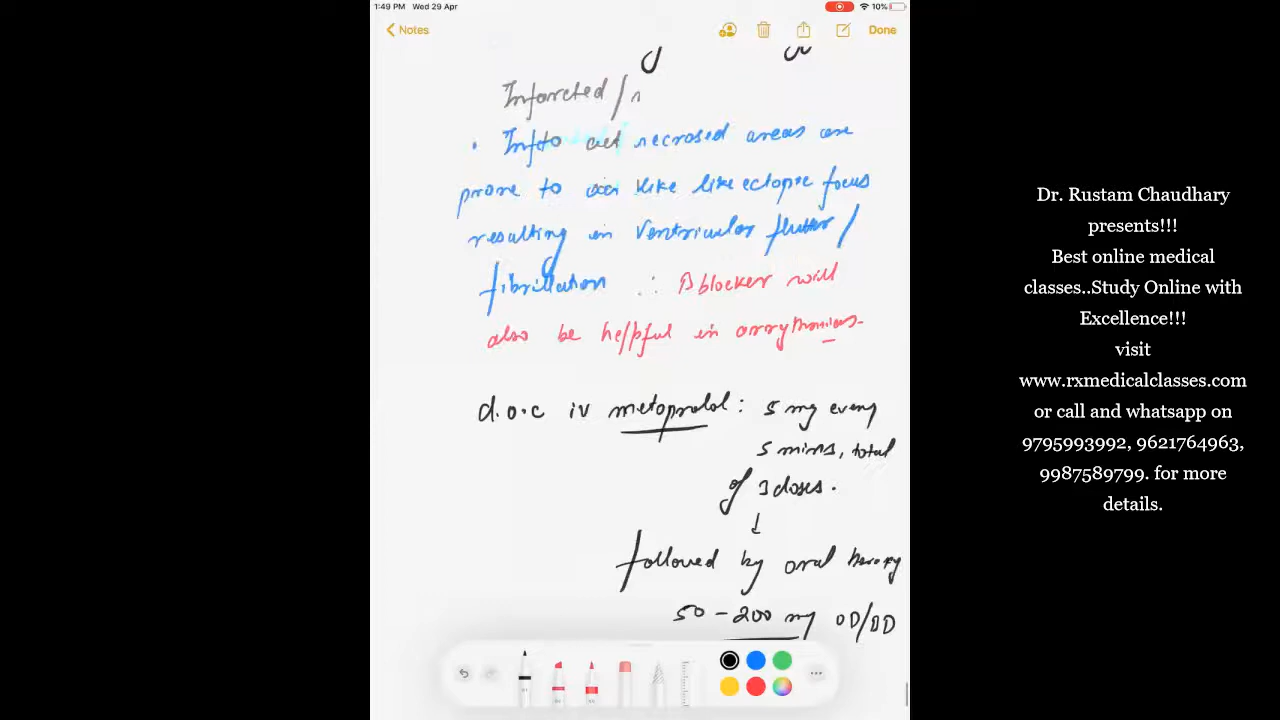 1:49 PM Wed 29 Apr
10%
Notes
Done
Infarcted /
necrosed areas are
prone to like like ectopic focus
resulting in Ventricular flutter /
fibrillation ∴ β blocker will
also be helpful in
d.o.c iv metoprolol : 5 mg every
5 mins, total
of 3 doses.
↓
followed by oral therapy
50 - 200 mg OD/BD
Dr. Rustam Chaudhary
presents!!!
Best online medical
classes..Study Online with
Excellence!!!
visit
www.rxmedicalclasses.com
or call and whatsapp on
9795993992, 9621764963,
9987589799. for more
details.